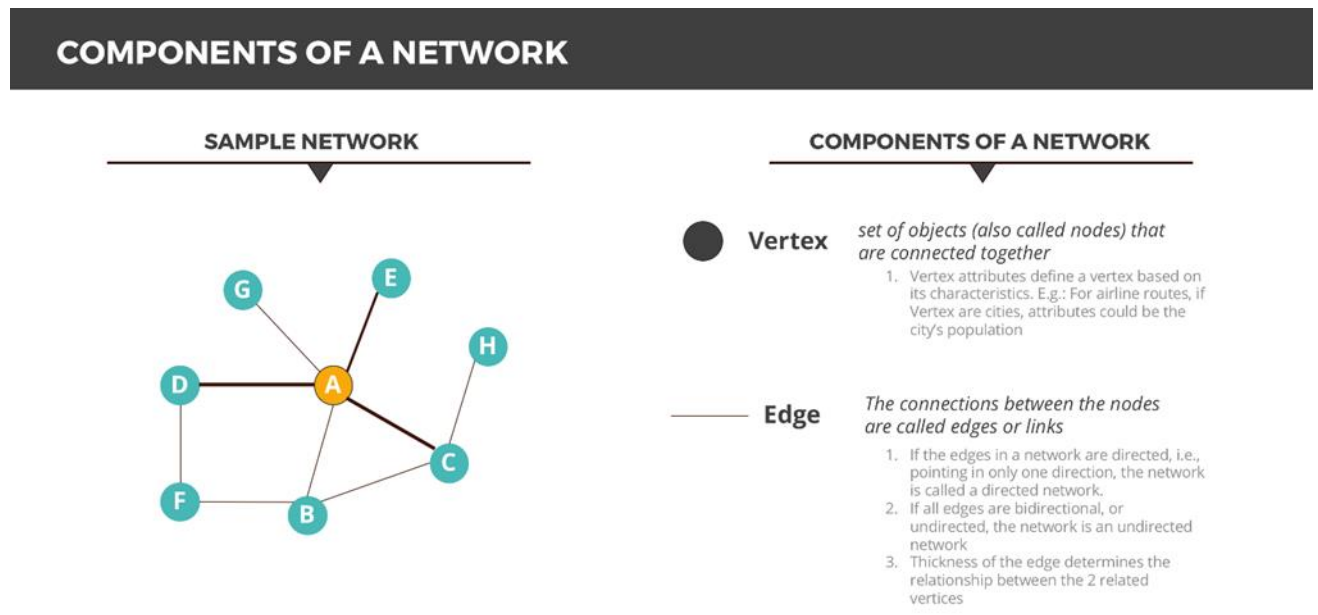 COMPONENTS OF A NETWORK
SAMPLE NETWORK
G
E
H
D
A
C
F
B
COMPONENTS OF A NETWORK
Vertex
set of objects (also called nodes) that
are connected together
1. Vertex attributes define a vertex based on
its characteristics. E.g.: For airline routes, if
Vertex are cities, attributes could be the
city's population
Edge
The connections between the nodes
are called edges or links
1. If the edges in a network are directed, i.e.,
pointing in only one direction, the network
is called a directed network.
2. If all edges are bidirectional, or
undirected, the network is an undirected
network
3. Thickness of the edge determines the
relationship between the 2 related
vertices